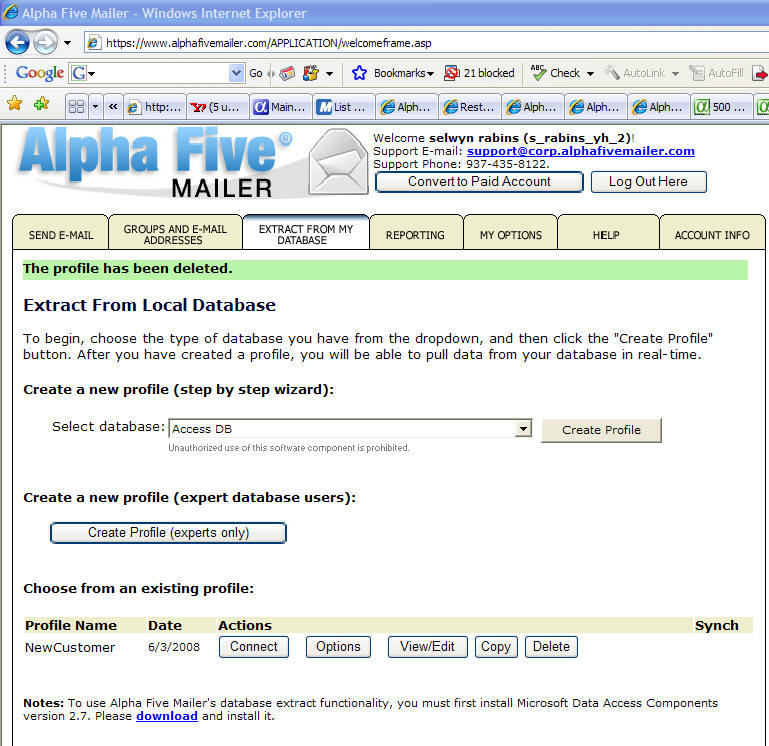 Alpha Five Mailer - Windows Internet Explorer
https://www.alphafivemailer.com/APPLICATION/welcomeframe.asp
Google G Go Bookmarks 21 blocked ABC Check AutoLink AutoFill
http:... (5 u... Main... List ... Alph... Rest... Alph... Alph... Alph... 500 ...
Alpha Five®
MAILER
Welcome selwyn rabins (s_rabins_yh_2)!
Support E-mail: support@corp.alphafivemailer.com
Support Phone: 937-435-8122.
Convert to Paid Account Log Out Here
SEND E-MAIL GROUPS AND E-MAIL ADDRESSES EXTRACT FROM MY DATABASE REPORTING MY OPTIONS HELP ACCOUNT INFO
The profile has been deleted.
Extract From Local Database
To begin, choose the type of database you have from the dropdown, and then click the "Create Profile"
button. After you have created a profile, you will be able to pull data from your database in real-time.
Create a new profile (step by step wizard):
Select database: Access DB Create Profile
Unauthorized use of this software component is prohibited.
Create a new profile (expert database users):
Create Profile (experts only)
Choose from an existing profile:
Profile Name Date Actions Synch
NewCustomer 6/3/2008 Connect Options View/Edit Copy Delete
Notes: To use Alpha Five Mailer's database extract functionality, you must first install Microsoft Data Access Components
version 2.7. Please download and install it.